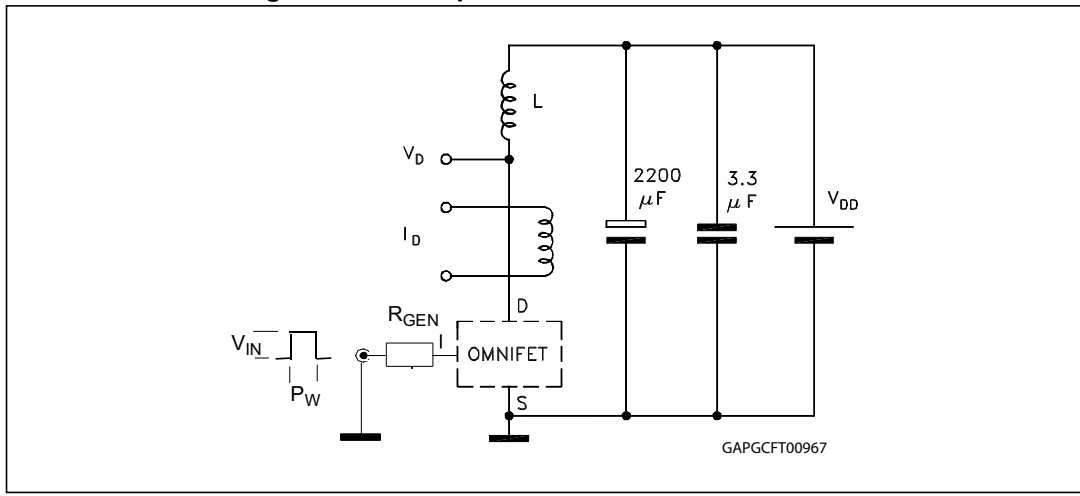 L
V_D
2200
μF
3.3
μF
V_DD
I_D
D
R_GEN
I
V_IN
OMNIFET
P_W
S
GAPGCFT00967